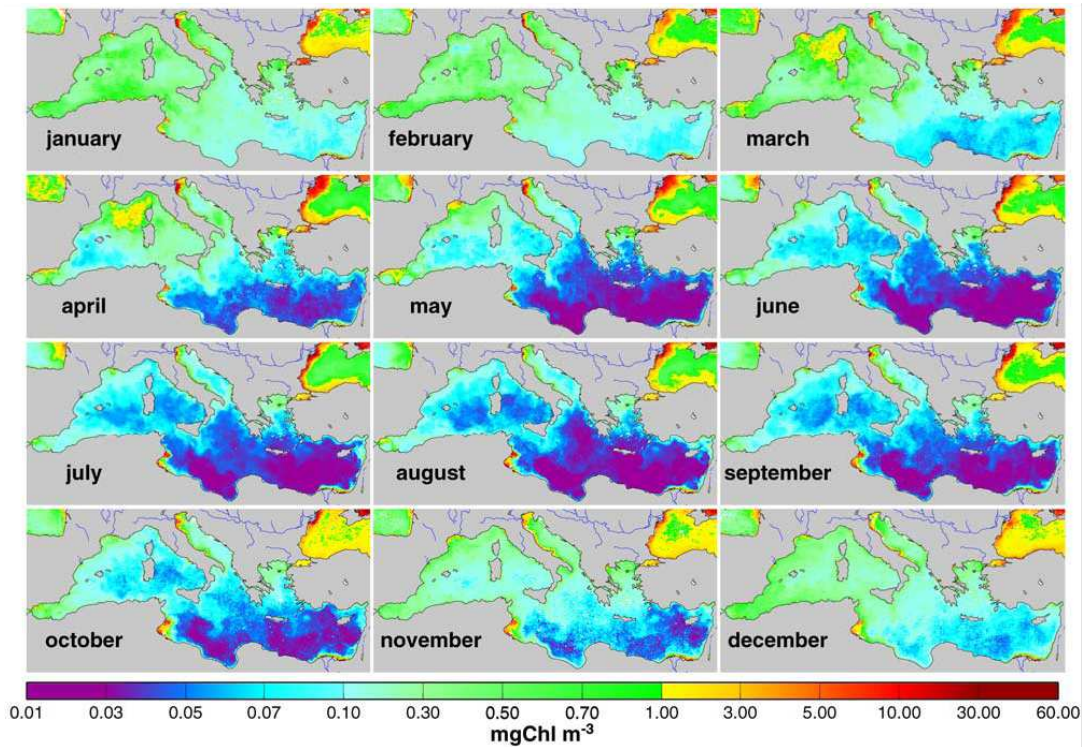 january february march
april may june
july august september
october november december
0.01 0.03 0.05 0.07 0.10 0.30 0.50 0.70 1.00 3.00 5.00 10.00 30.00 60.00
mgChl m⁻³